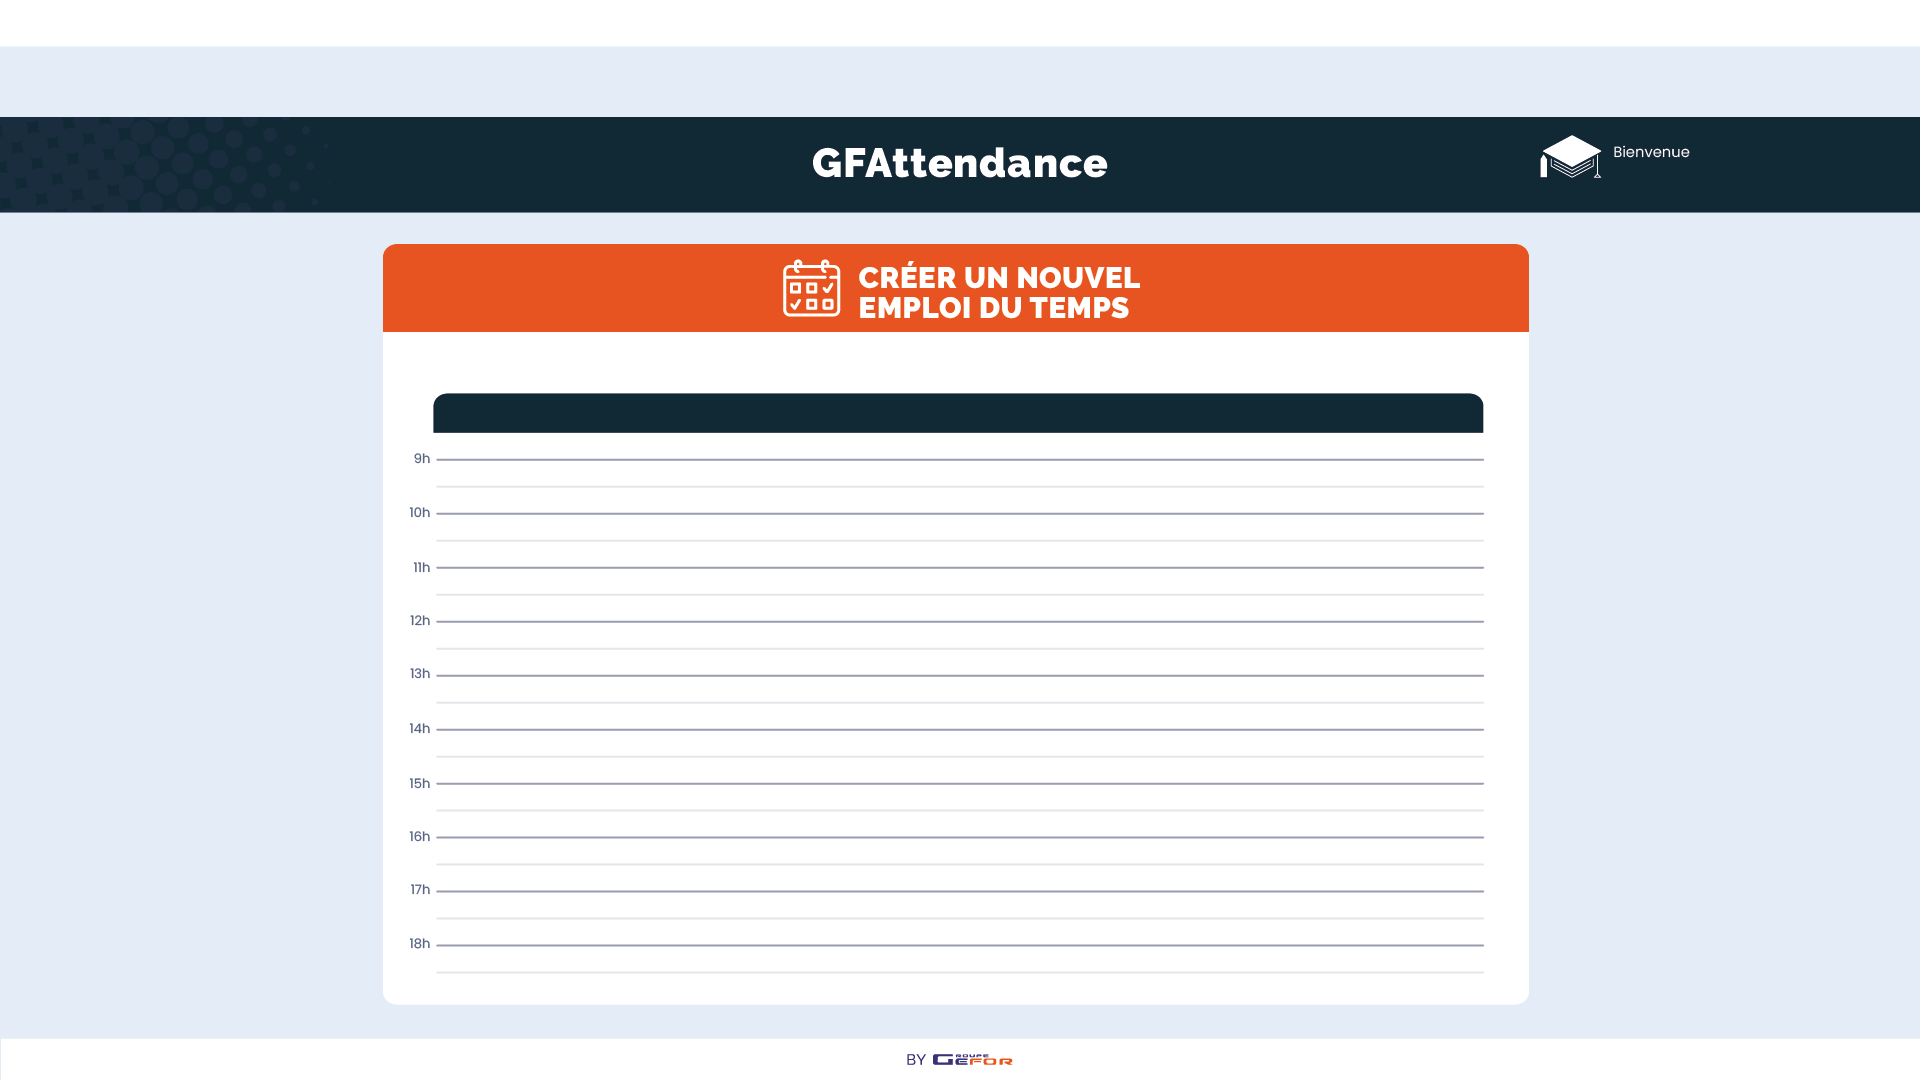 GFAttendance
Bienvenue
CRÉER UN NOUVEL
EMPLOI DU TEMPS
9h
10h
11h
12h
13h
14h
15h
16h
17h
18h
BY GROUPE GEFOR